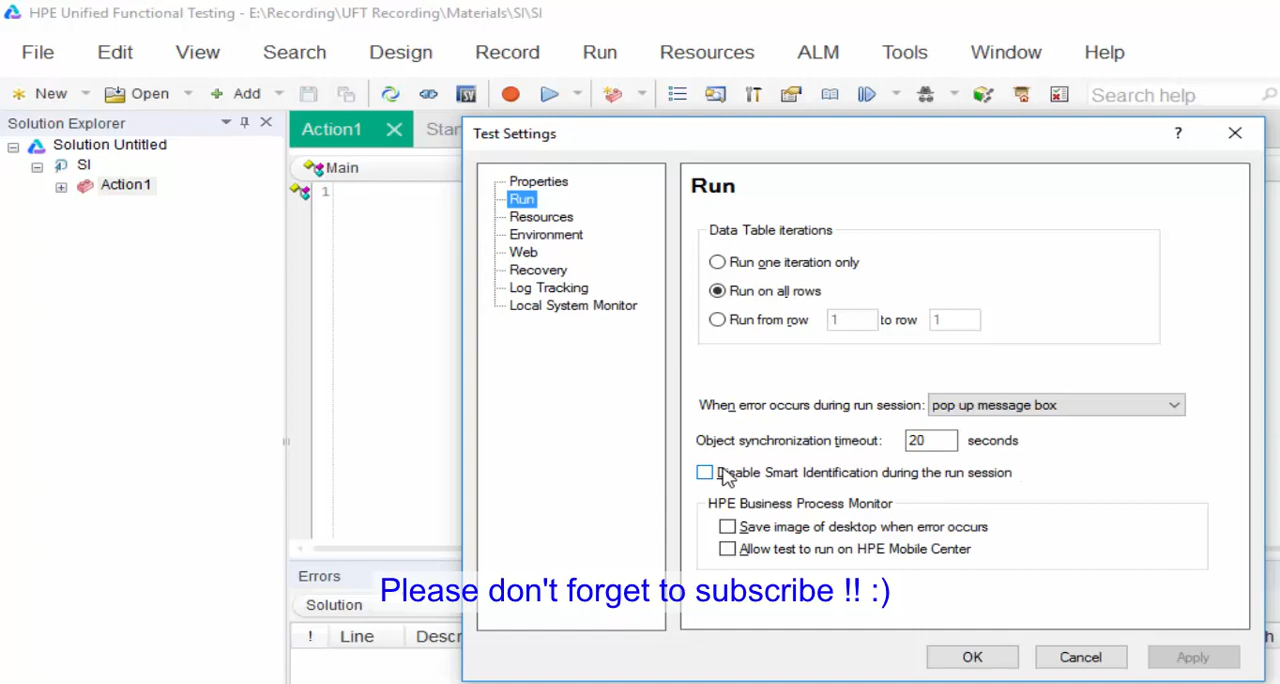 HPE Unified Functional Testing - E:\Recording\UFT Recording\Materials\SI\SI
File Edit View Search Design Record Run Resources ALM Tools Window Help
New Open Add Search help
Solution Explorer
Solution Untitled
SI
Action1
Action1 Star
Main
1
Test Settings
Properties
Run
Resources
Environment
Web
Recovery
Log Tracking
Local System Monitor
Run
Data Table iterations
Run one iteration only
Run on all rows
Run from row 1 to row 1
When error occurs during run session: pop up message box
Object synchronization timeout: 20 seconds
Disable Smart Identification during the run session
HPE Business Process Monitor
Save image of desktop when error occurs
Allow test to run on HPE Mobile Center
Errors
Please don't forget to subscribe !! :)
Solution
! Line Descr
OK Cancel Apply